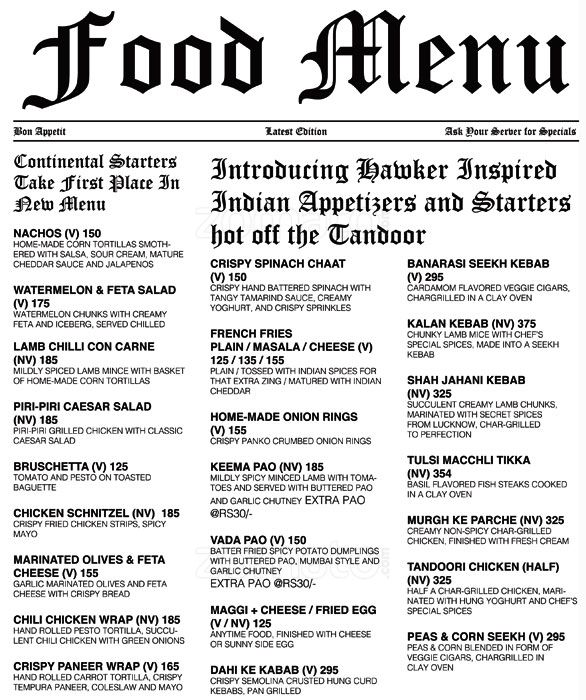 Food Menu
Bon Appetit
Latest Edition
Ask Your Server for Specials
Continental Starters
Take First Place In
New Menu
NACHOS (V) 150
HOME-MADE CORN TORTILLAS SMOTH-
ERED WITH SALSA, SOUR CREAM, MATURE
CHEDDAR SAUCE AND JALAPENOS
WATERMELON & FETA SALAD
(V) 175
WATERMELON CHUNKS WITH CREAMY
FETA AND ICEBERG, SERVED CHILLED
LAMB CHILLI CON CARNE
(NV) 185
MILDLY SPICED LAMB MINCE WITH BASKET
OF HOME-MADE CORN TORTILLAS
PIRI-PIRI CAESAR SALAD
(NV) 185
PIRI-PIRI GRILLED CHICKEN WITH CLASSIC
CAESAR SALAD
BRUSCHETTA (V) 125
TOMATO AND PESTO ON TOASTED
BAGUETTE
CHICKEN SCHNITZEL (NV) 185
CRISPY FRIED CHICKEN STRIPS, SPICY
MAYO
MARINATED OLIVES & FETA
CHEESE (V) 155
GARLIC MARINATED OLIVES AND FETA
CHEESE WITH CRISPY BREAD
CHILI CHICKEN WRAP (NV) 185
HAND ROLLED PESTO TORTILLA, SUCCU-
LENT CHILI CHICKEN WITH GREEN ONIONS
CRISPY PANEER WRAP (V) 165
HAND ROLLED CARROT TORTILLA, CRISPY
TEMPURA PANEER, COLESLAW AND MAYO
Introducing Hawker Inspired
Indian Appetizers and Starters
hot off the Tandoor
CRISPY SPINACH CHAAT
(V) 150
CRISPY HAND BATTERED SPINACH WITH
TANGY TAMARIND SAUCE, CREAMY
YOGHURT, AND CRISPY SPRINKLES
FRENCH FRIES
PLAIN / MASALA / CHEESE (V)
125 / 135 / 155
PLAIN / TOSSED WITH INDIAN SPICES FOR
THAT EXTRA ZING / MATURED WITH INDIAN
CHEDDAR
HOME-MADE ONION RINGS
(V) 155
CRISPY PANKO CRUMBED ONION RINGS
KEEMA PAO (NV) 185
MILDLY SPICY MINCED LAMB WITH TOMA-
TOES AND SERVED WITH BUTTERED PAO
AND GARLIC CHUTNEY EXTRA PAO
@RS30/-
VADA PAO (V) 150
BATTER FRIED SPICY POTATO DUMPLINGS
WITH BUTTERED PAO, MUMBAI STYLE AND
GARLIC CHUTNEY
EXTRA PAO @RS30/-
MAGGI + CHEESE / FRIED EGG
(V / NV) 125
ANYTIME FOOD, FINISHED WITH CHEESE
OR SUNNY SIDE EGG
DAHI KE KABAB (V) 295
CRISPY SEMOLINA CRUSTED HUNG CURD
KEBABS, PAN GRILLED
BANARASI SEEKH KEBAB
(V) 295
CARDAMOM FLAVORED VEGGIE CIGARS,
CHARGRILLED IN A CLAY OVEN
KALAN KEBAB (NV) 375
CHUNKY LAMB MICE WITH CHEF'S
SPECIAL SPICES, MADE INTO A SEEKH
KEBAB
SHAH JAHANI KEBAB
(NV) 325
SUCCULENT CREAMY LAMB CHUNKS,
MARINATED WITH SECRET SPICES
FROM LUCKNOW, CHAR-GRILLED
TO PERFECTION
TULSI MACCHLI TIKKA
(NV) 354
BASIL FLAVORED FISH STEAKS COOKED
IN A CLAY OVEN
MURGH KE PARCHE (NV) 325
CREAMY NON-SPICY CHAR-GRILLED
CHICKEN, FINISHED WITH FRESH CREAM
TANDOORI CHICKEN (HALF)
(NV) 325
HALF A CHAR-GRILLED CHICKEN, MARI-
NATED WITH HUNG YOGHURT AND CHEF'S
SPECIAL SPICES
PEAS & CORN SEEKH (V) 295
PEAS & CORN BLENDED IN FORM OF
VEGGIE CIGARS, CHARGRILLED IN
CLAY OVEN